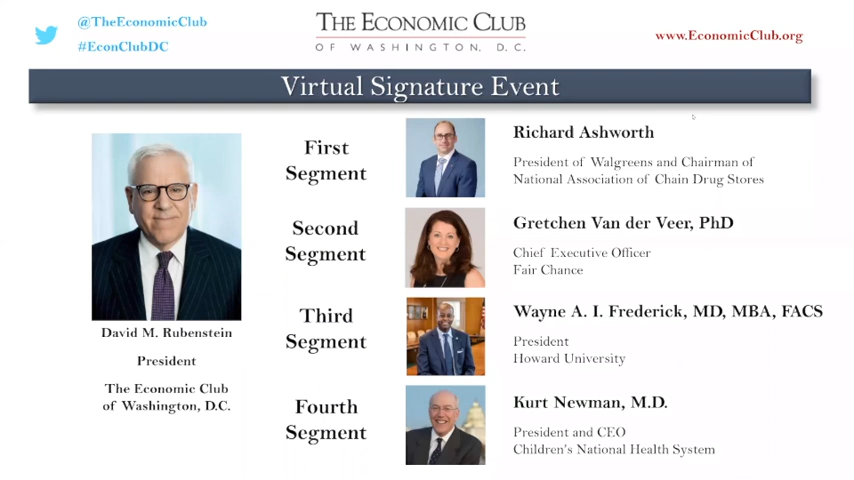 @TheEconomicClub
#EconClubDC
THE ECONOMIC CLUB
OF WASHINGTON, D.C.
www.EconomicClub.org
Virtual Signature Event
David M. Rubenstein
President
The Economic Club
of Washington, D.C.
First
Segment
Richard Ashworth
President of Walgreens and Chairman of
National Association of Chain Drug Stores
Second
Segment
Gretchen Van der Veer, PhD
Chief Executive Officer
Fair Chance
Third
Segment
Wayne A. I. Frederick, MD, MBA, FACS
President
Howard University
Fourth
Segment
Kurt Newman, M.D.
President and CEO
Children's National Health System